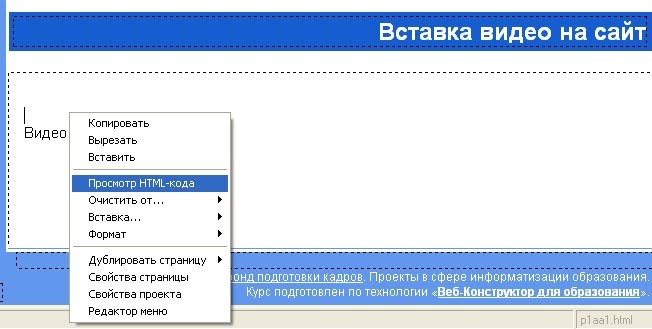 Вставка видео на сайт
Видео
Копировать
Вырезать
Вставить
Просмотр HTML-кода
Очистить от...
Вставка...
Формат
Дублировать страницу
Свойства страницы
Свойства проекта
Редактор меню
онд подготовки кадров. Проекты в сфере информатизации образования.
Курс подготовлен по технологии «Веб-Конструктор для образования».
p1aa1.html